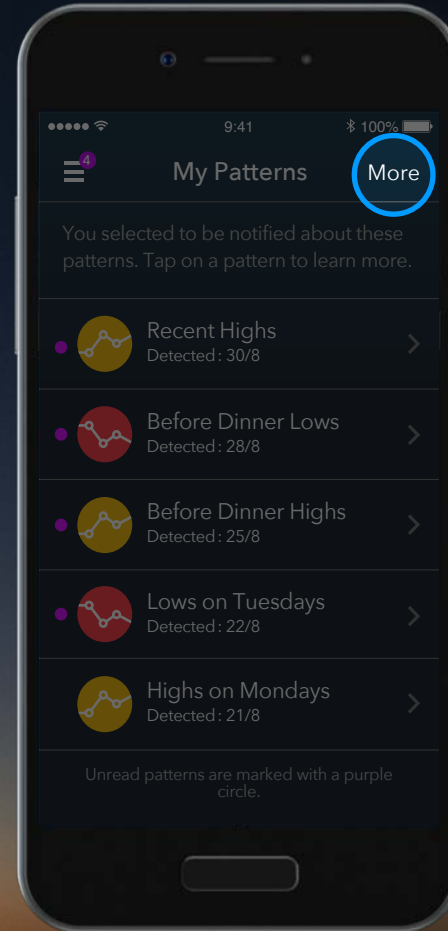 9:41
100%
4
My Patterns
More
You selected to be notified about these
patterns. Tap on a pattern to learn more.
Recent Highs
Detected: 30/8
Before Dinner Lows
Detected: 28/8
Before Dinner Highs
Detected: 25/8
Lows on Tuesdays
Detected: 22/8
Highs on Mondays
Detected: 21/8
Unread patterns are marked with a purple
circle.